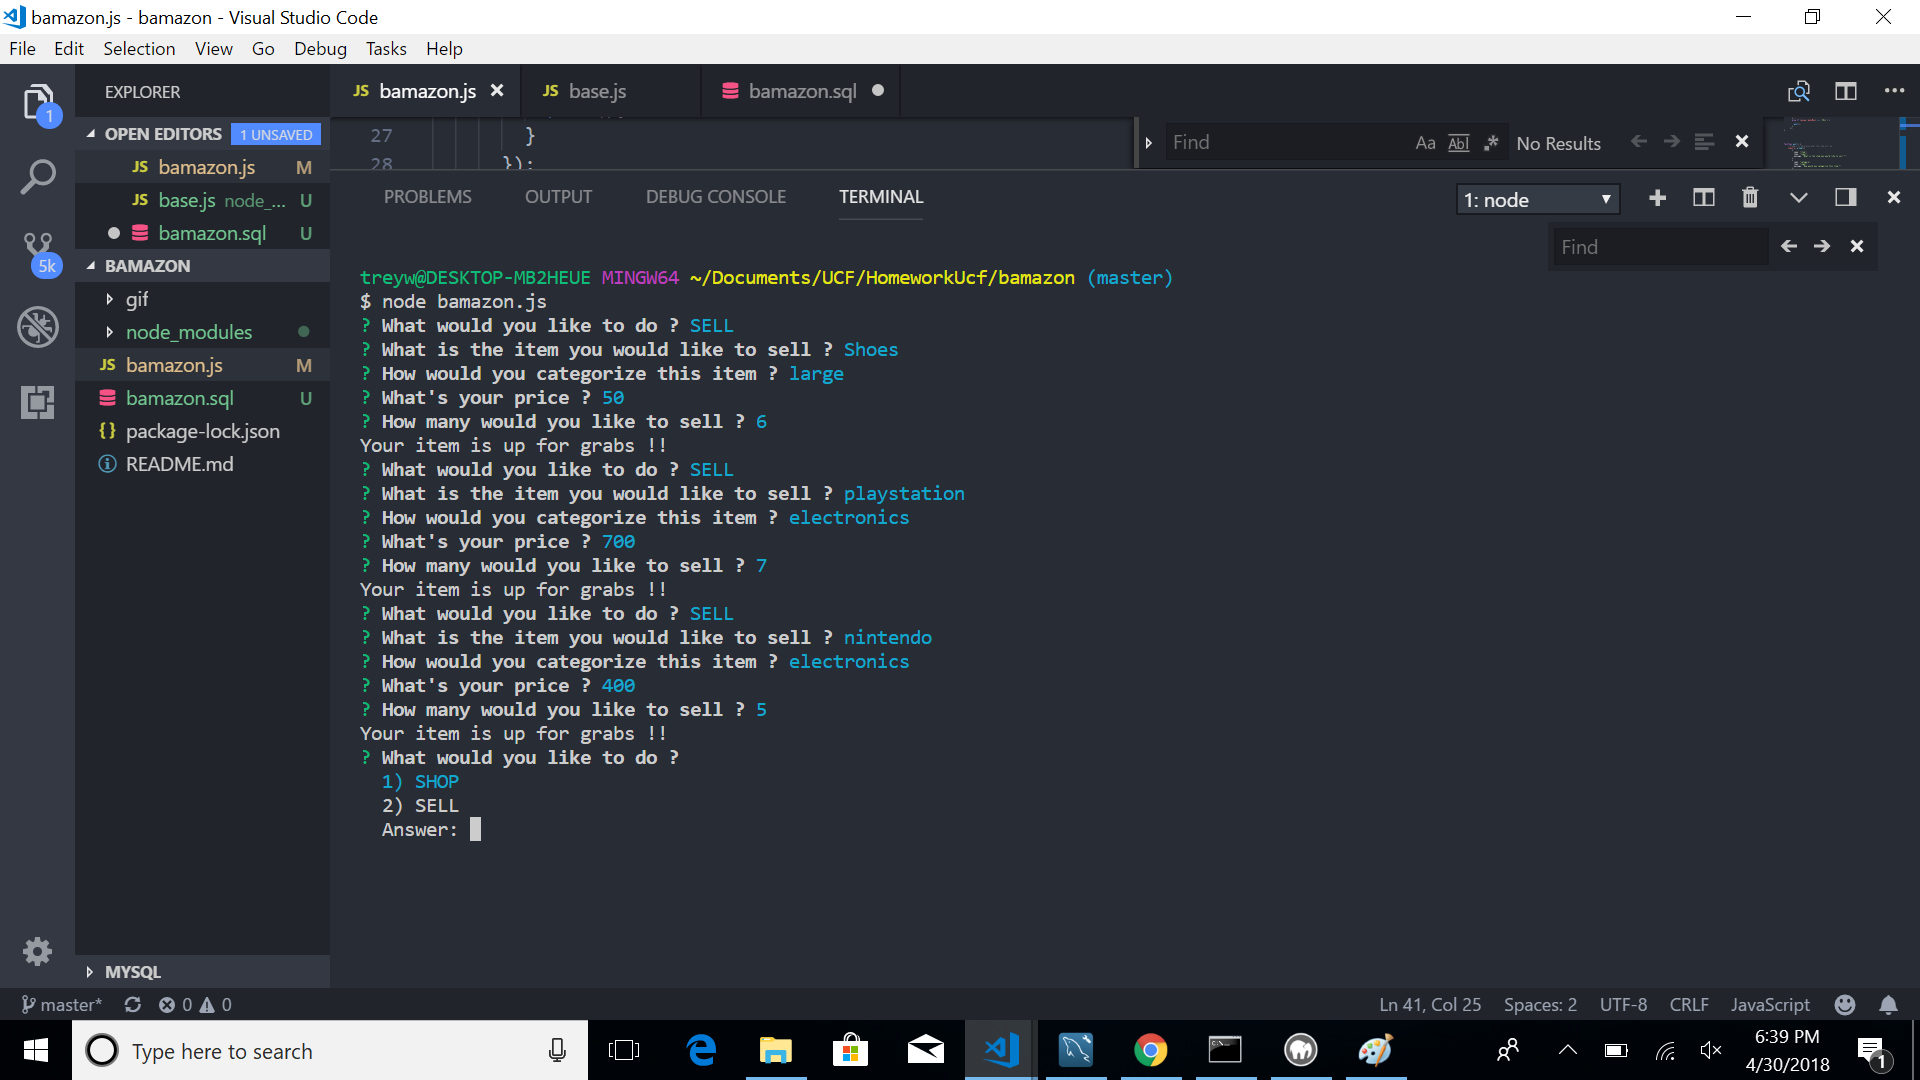 bamazon.js - bamazon - Visual Studio Code
File Edit Selection View Go Debug Tasks Help
1
5k
EXPLORER
OPEN EDITORS 1 UNSAVED
JS bamazon.js M
JS base.js node_... U
bamazon.sql U
BAMAZON
gif
node_modules
JS bamazon.js M
bamazon.sql U
{} package-lock.json
README.md
MYSQL
JS bamazon.js
JS base.js
bamazon.sql
27 }
28 });
Find Aa Abl .* No Results
PROBLEMS OUTPUT DEBUG CONSOLE TERMINAL
1: node
Find
treyw@DESKTOP-MB2HEUE MINGW64 ~/Documents/UCF/HomeworkUcf/bamazon (master)
$ node bamazon.js
? What would you like to do ? SELL
? What is the item you would like to sell ? Shoes
? How would you categorize this item ? large
? What's your price ? 50
? How many would you like to sell ? 6
Your item is up for grabs !!
? What would you like to do ? SELL
? What is the item you would like to sell ? playstation
? How would you categorize this item ? electronics
? What's your price ? 700
? How many would you like to sell ? 7
Your item is up for grabs !!
? What would you like to do ? SELL
? What is the item you would like to sell ? nintendo
? How would you categorize this item ? electronics
? What's your price ? 400
? How many would you like to sell ? 5
Your item is up for grabs !!
? What would you like to do ?
1) SHOP
2) SELL
Answer:
master* 0 0
Ln 41, Col 25 Spaces: 2 UTF-8 CRLF JavaScript
Type here to search
6:39 PM
4/30/2018
1